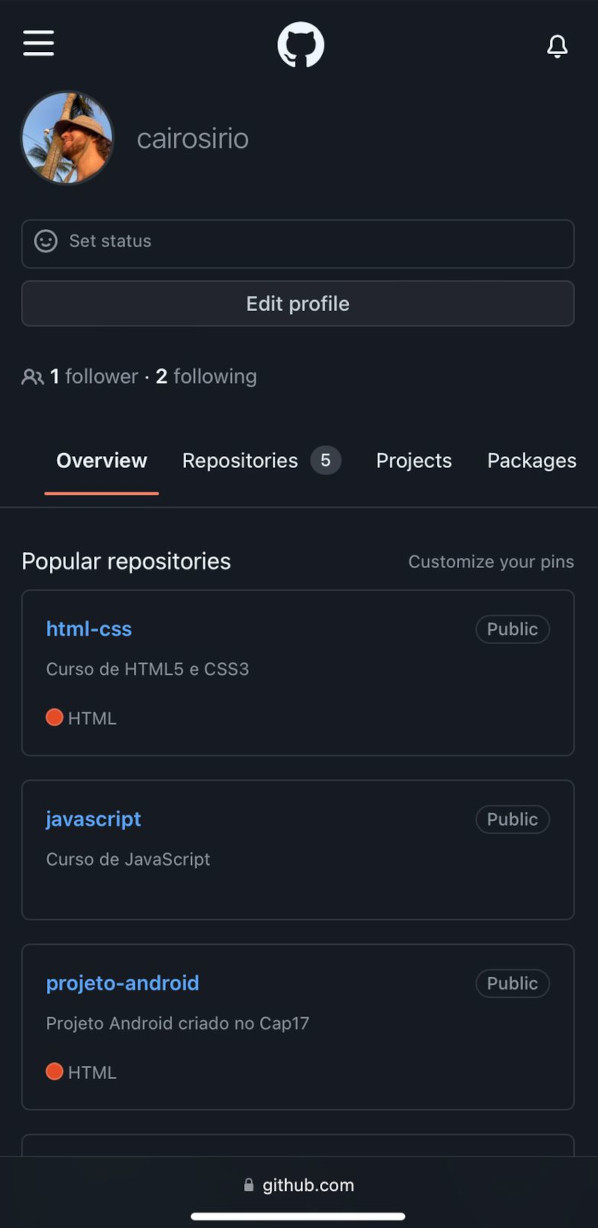 cairosirio
Set status
Edit profile
1 follower · 2 following
Overview Repositories 5 Projects Packages
Popular repositories Customize your pins
html-css Public
Curso de HTML5 e CSS3
HTML
javascript Public
Curso de JavaScript
projeto-android Public
Projeto Android criado no Cap17
HTML
github.com